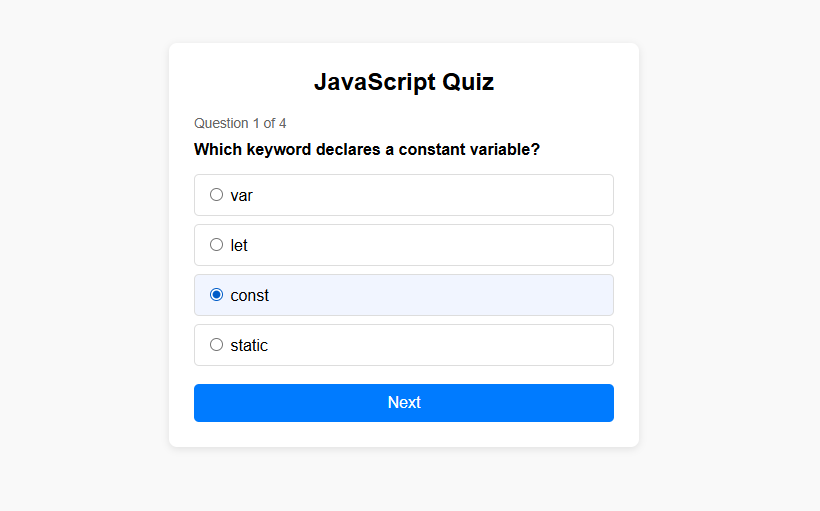 JavaScript Quiz
Question 1 of 4
Which keyword declares a constant variable?
var
let
const
static
Next